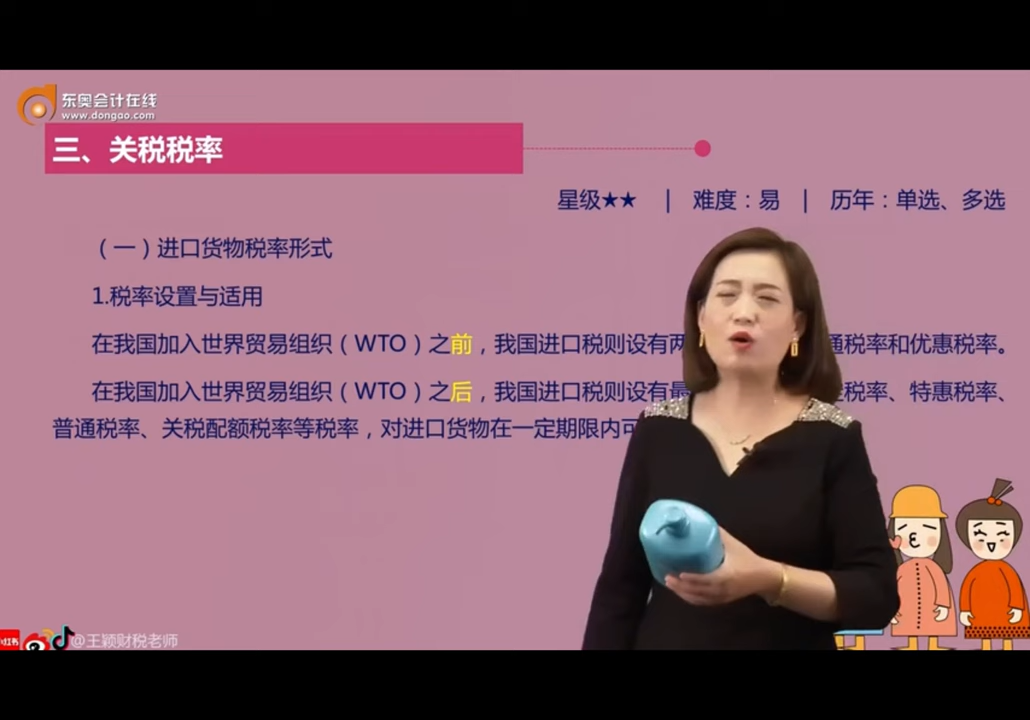 东奥会计在线
www.dongao.com
三、关税税率
星级★★ | 难度：易 | 历年：单选、多选
（一）进口货物税率形式
1.税率设置与适用
在我国加入世界贸易组织（WTO）之前，我国进口税则设有两 通税率和优惠税率。
在我国加入世界贸易组织（WTO）之后，我国进口税则设有最 税率、特惠税率、
普通税率、关税配额税率等税率，对进口货物在一定期限内可
小红书 @王颖财税老师